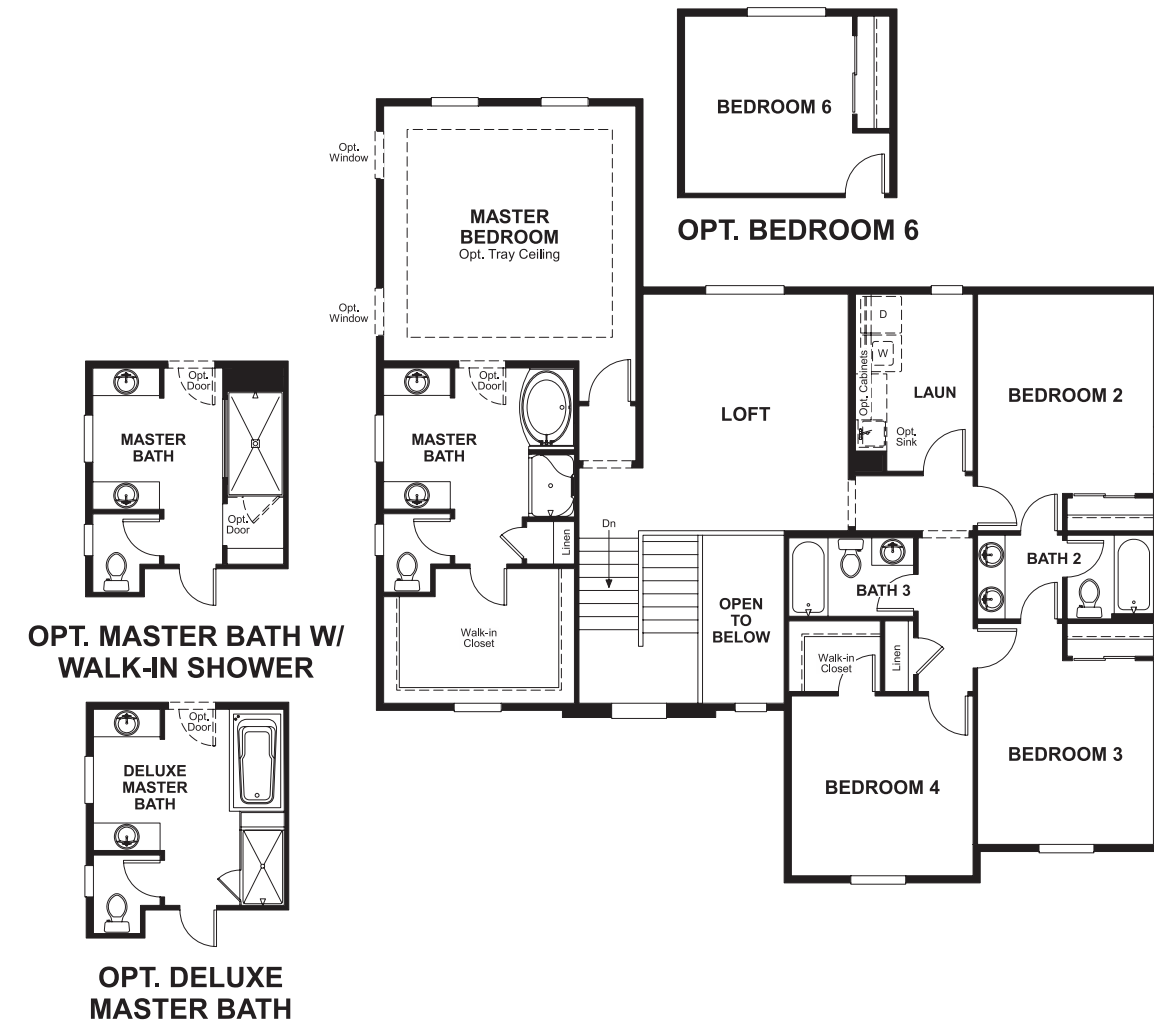 BEDROOM 6
OPT. BEDROOM 6
Opt.
Window
MASTER
BEDROOM
Opt. Tray Ceiling
Opt.
Window
D
W
Opt. Cabinets
LAUN
Opt.
Sink
BEDROOM 2
LOFT
Opt.
Door
MASTER
BATH
Opt.
Door
OPT. MASTER BATH W/
WALK-IN SHOWER
Opt.
Door
MASTER
BATH
Linen
Dn
Walk-in
Closet
OPEN
TO
BELOW
BATH 3
BATH 2
Walk-in
Closet
Linen
BEDROOM 4
BEDROOM 3
Opt.
Door
DELUXE
MASTER
BATH
OPT. DELUXE
MASTER BATH